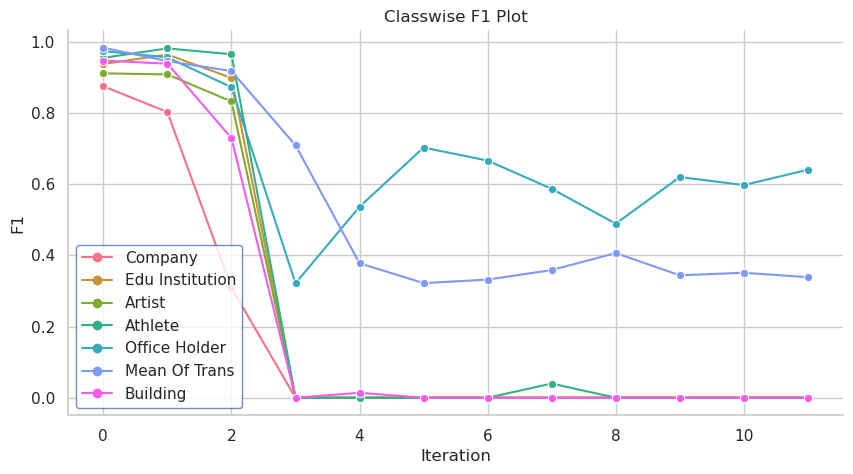 Classwise F1 Plot
1.0
0.8
0.6
0.4
0.2
0.0
F1
Company
Edu Institution
Artist
Athlete
Office Holder
Mean Of Trans
Building
0 2 4 6 8 10
Iteration